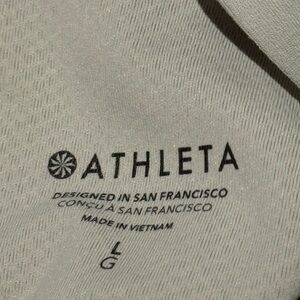 ATHLETA
DESIGNED IN SAN FRANCISCO
CONÇU À SAN FRANCISCO
MADE IN VIETNAM
L
G